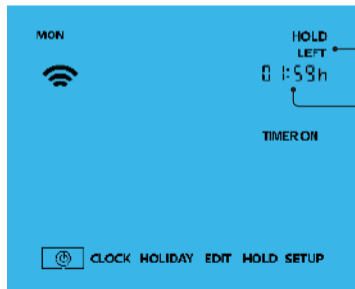 MON
HOLD
LEFT
01:59h
TIMER ON
CLOCK HOLIDAY EDIT HOLD SETUP